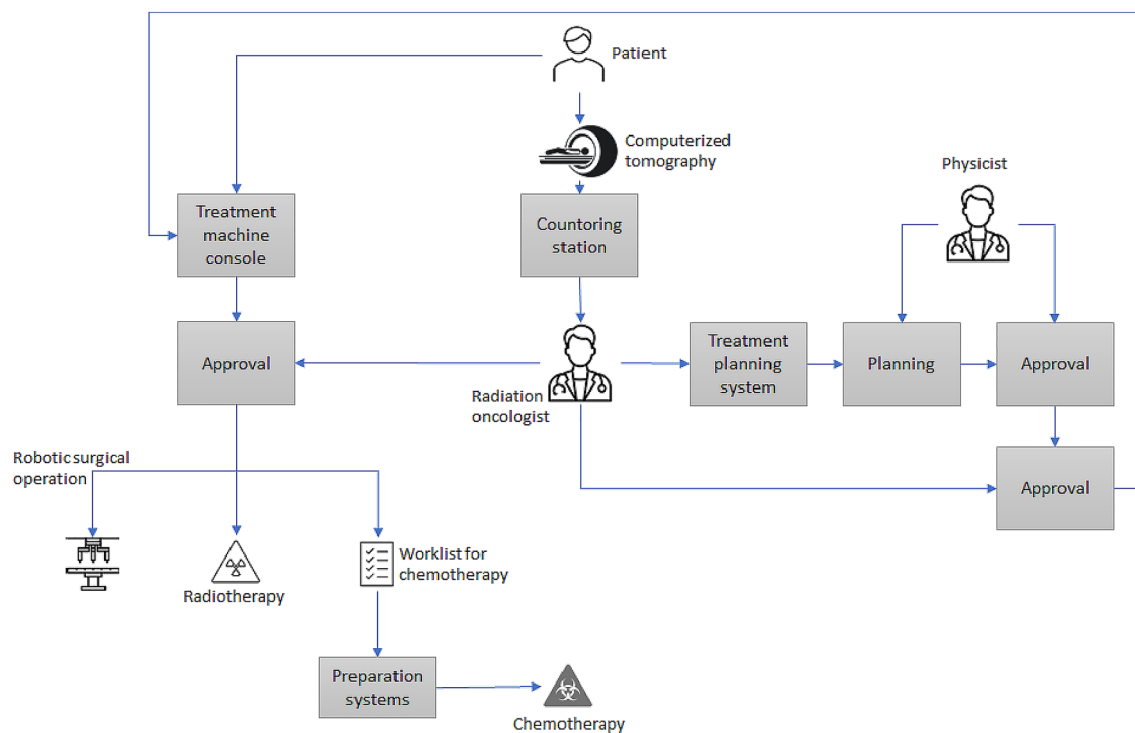 Patient
Computerized
tomography
Physicist
Treatment
machine
console
Countoring
station
Approval
Radiation
oncologist
Treatment
planning
system
Planning
Approval
Approval
Robotic surgical
operation
Radiotherapy
Worklist for
chemotherapy
Preparation
systems
Chemotherapy